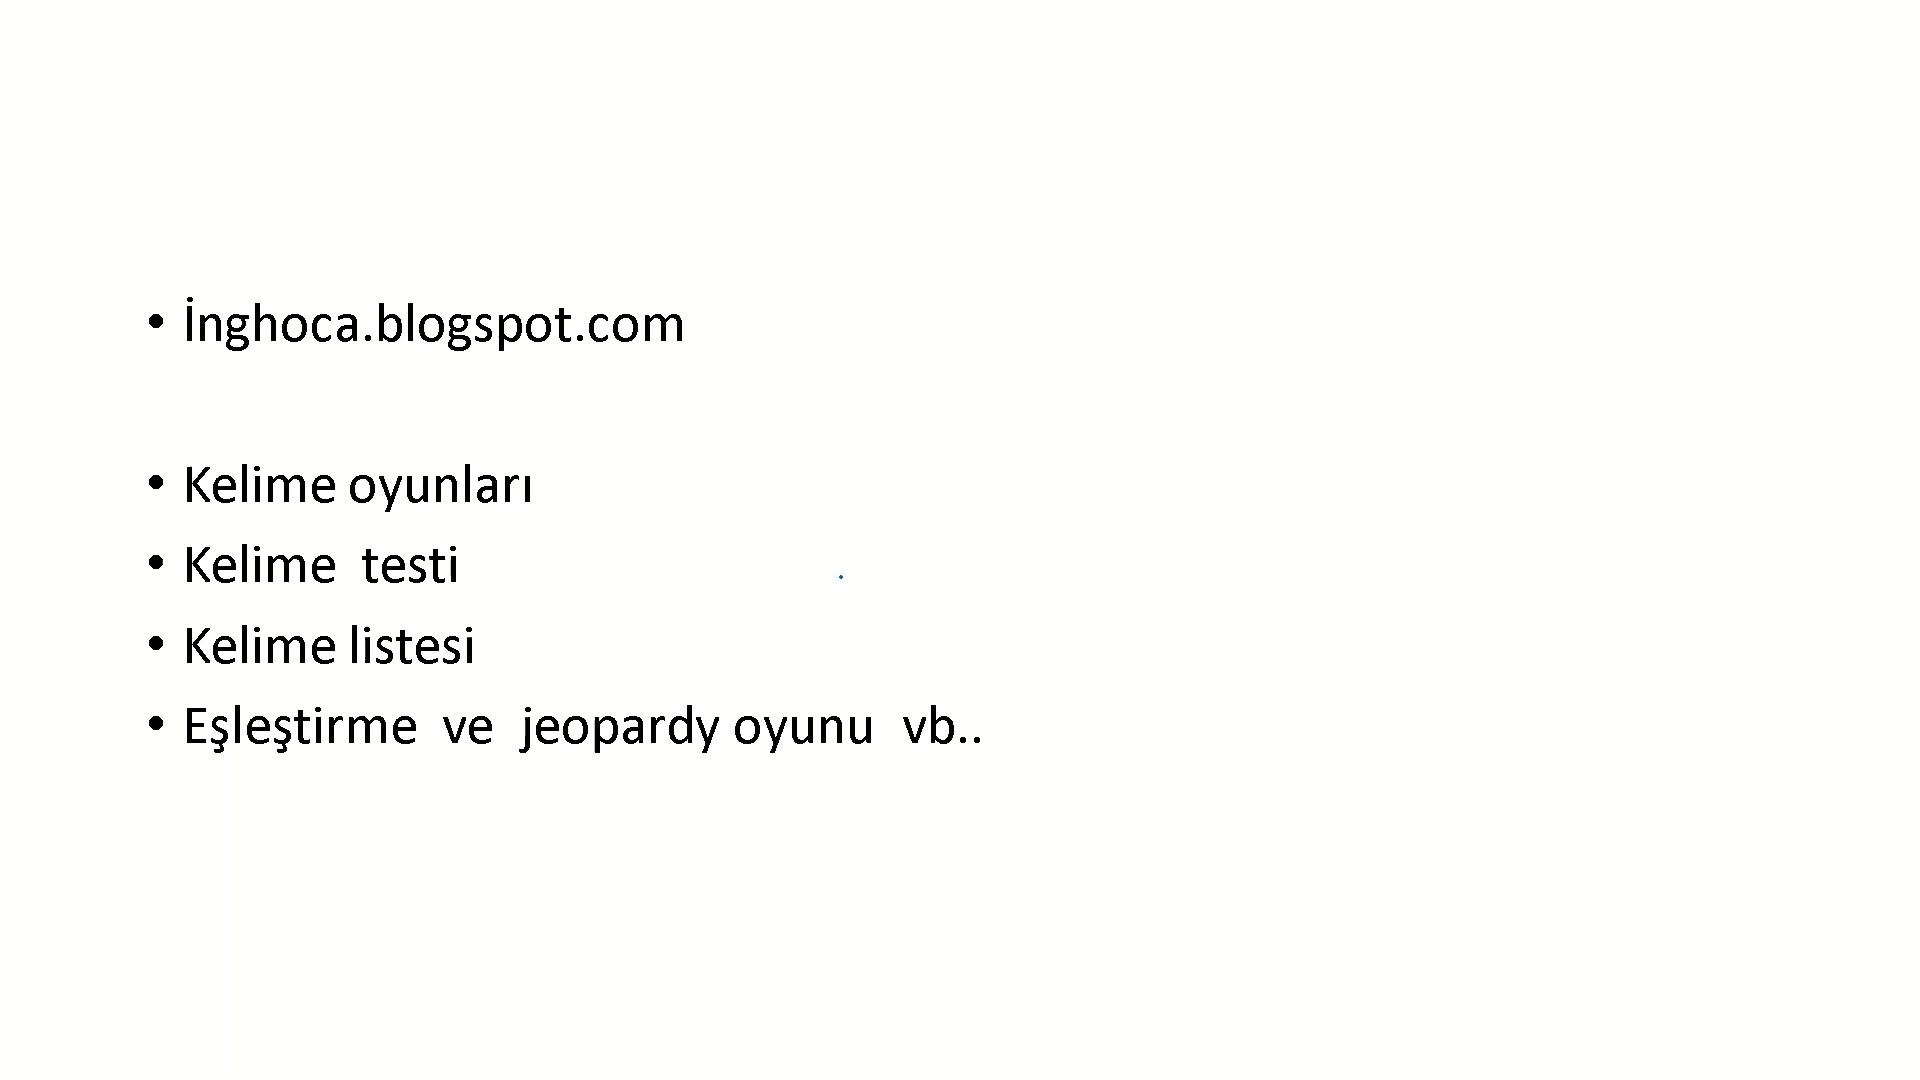 • İnghoca.blogspot.com
• Kelime oyunları
• Kelime testi
• Kelime listesi
• Eşleştirme ve jeopardy oyunu vb..